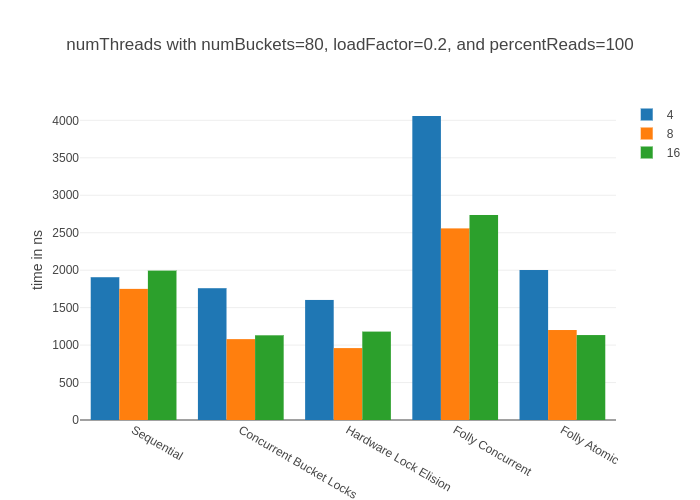 numThreads with numBuckets=80, loadFactor=0.2, and percentReads=100
4
8
16
time in ns
4000
3500
3000
2500
2000
1500
1000
500
0
Sequential
Concurrent Bucket Locks
Hardware Lock Elision
Folly Concurrent
Folly Atomic